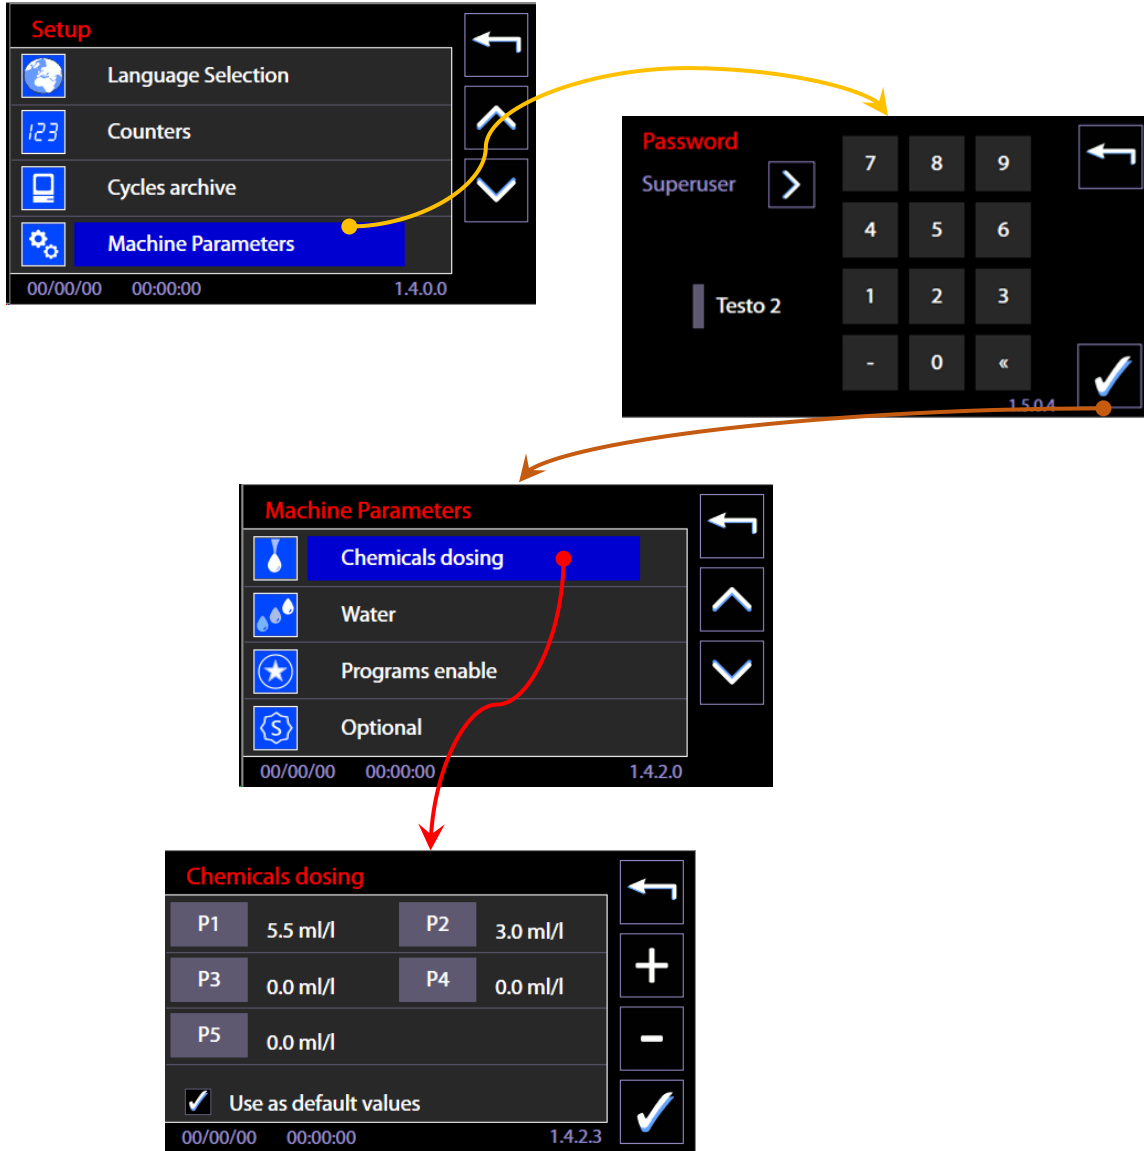 Setup
Language Selection
123
Counters
Cycles archive
Machine Parameters
00/00/00 00:00:00 1.4.0.0
Password
Superuser
7 8 9
4 5 6
Testo 2
1 2 3
- 0 «
1.5.0.4
Machine Parameters
Chemicals dosing
Water
Programs enable
S
Optional
00/00/00 00:00:00 1.4.2.0
Chemicals dosing
P1 5.5 ml/l P2 3.0 ml/l
P3 0.0 ml/l P4 0.0 ml/l
P5 0.0 ml/l
Use as default values
00/00/00 00:00:00 1.4.2.3